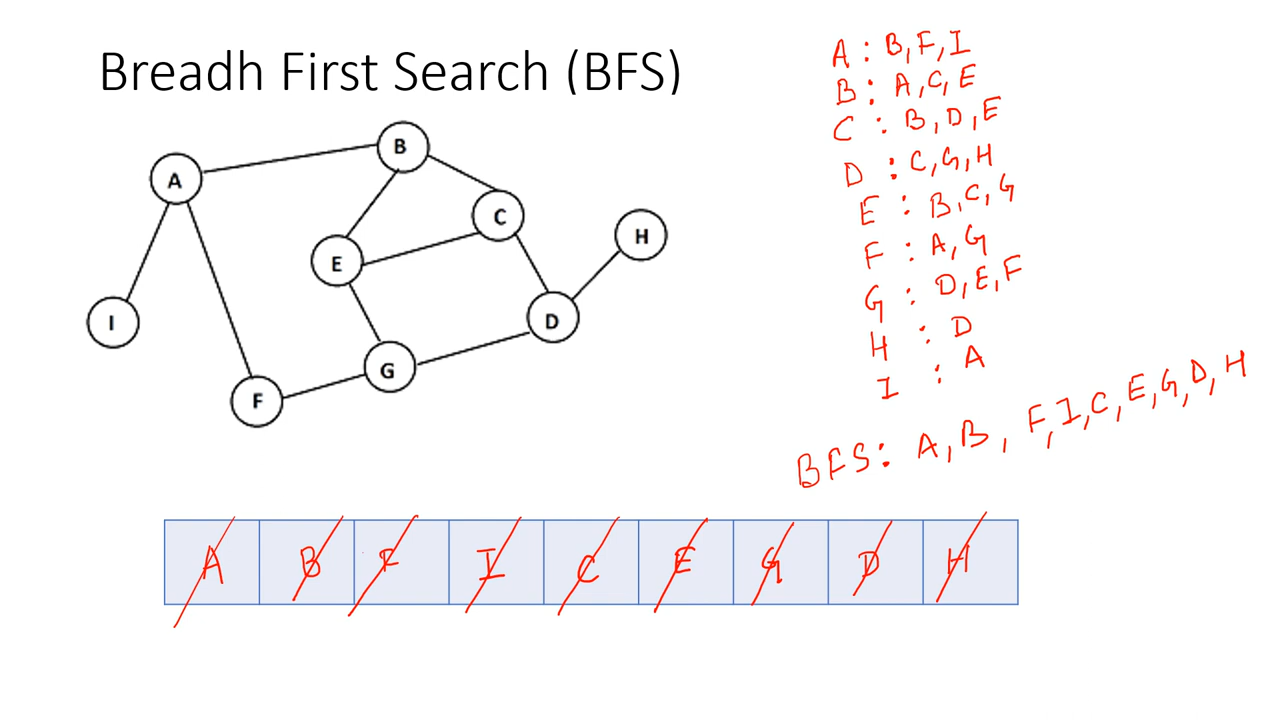 Breadh First Search (BFS)
A : B, F, I
B : A, C, E
C : B, D, E
D : C, G, H
E : B, C, G
F : A, G
G : D, E, F
H : D
I : A
BFS: A, B, F, I, C, E, G, D, H
A
B
C
H
E
I
D
G
F
A B F I C E G D H